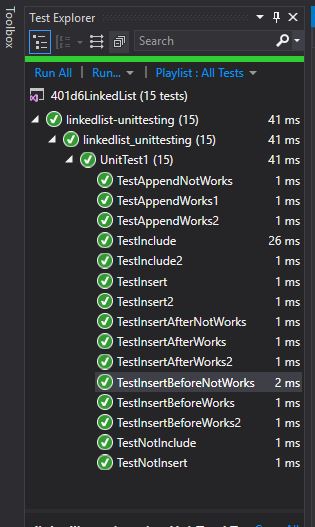 Toolbox
Test Explorer
Search
Run All | Run... | Playlist : All Tests
401d6LinkedList (15 tests)
linkedlist-unittesting (15) 41 ms
linkedlist_unittesting (15) 41 ms
UnitTest1 (15) 41 ms
TestAppendNotWorks 1 ms
TestAppendWorks1 1 ms
TestAppendWorks2 1 ms
TestInclude 26 ms
TestInclude2 1 ms
TestInsert 1 ms
TestInsert2 1 ms
TestInsertAfterNotWorks 1 ms
TestInsertAfterWorks 1 ms
TestInsertAfterWorks2 1 ms
TestInsertBeforeNotWorks 2 ms
TestInsertBeforeWorks 1 ms
TestInsertBeforeWorks2 1 ms
TestNotInclude 1 ms
TestNotInsert 1 ms